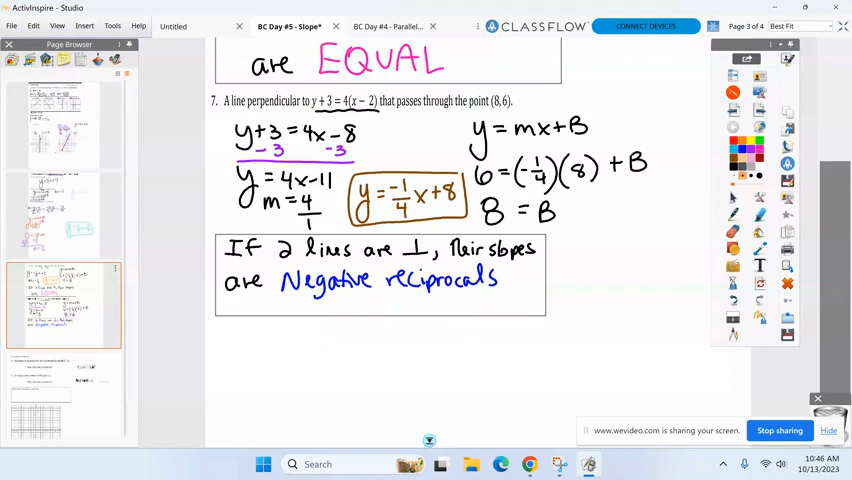 ActivInspire - Studio
File Edit View Insert Tools Help
Untitled
BC Day #5 - Slope*
BC Day #4 - Parallel...
CLASSFLOW
CONNECT DEVICES
Page 3 of 4
Best Fit
Page Browser
are EQUAL
7. A line perpendicular to y + 3 = 4(x − 2) that passes through the point (8, 6).
y+3 = 4x-8
-3 -3
y = 4x-11
m = 4/1
y = -1/4 x + 8
y = mx+B
6 = (-1/4)(8) + B
8 = B
If 2 lines are ⊥, their slopes
are Negative reciprocals
www.wevideo.com is sharing your screen.
Stop sharing
Hide
Search
10:46 AM
10/13/2023